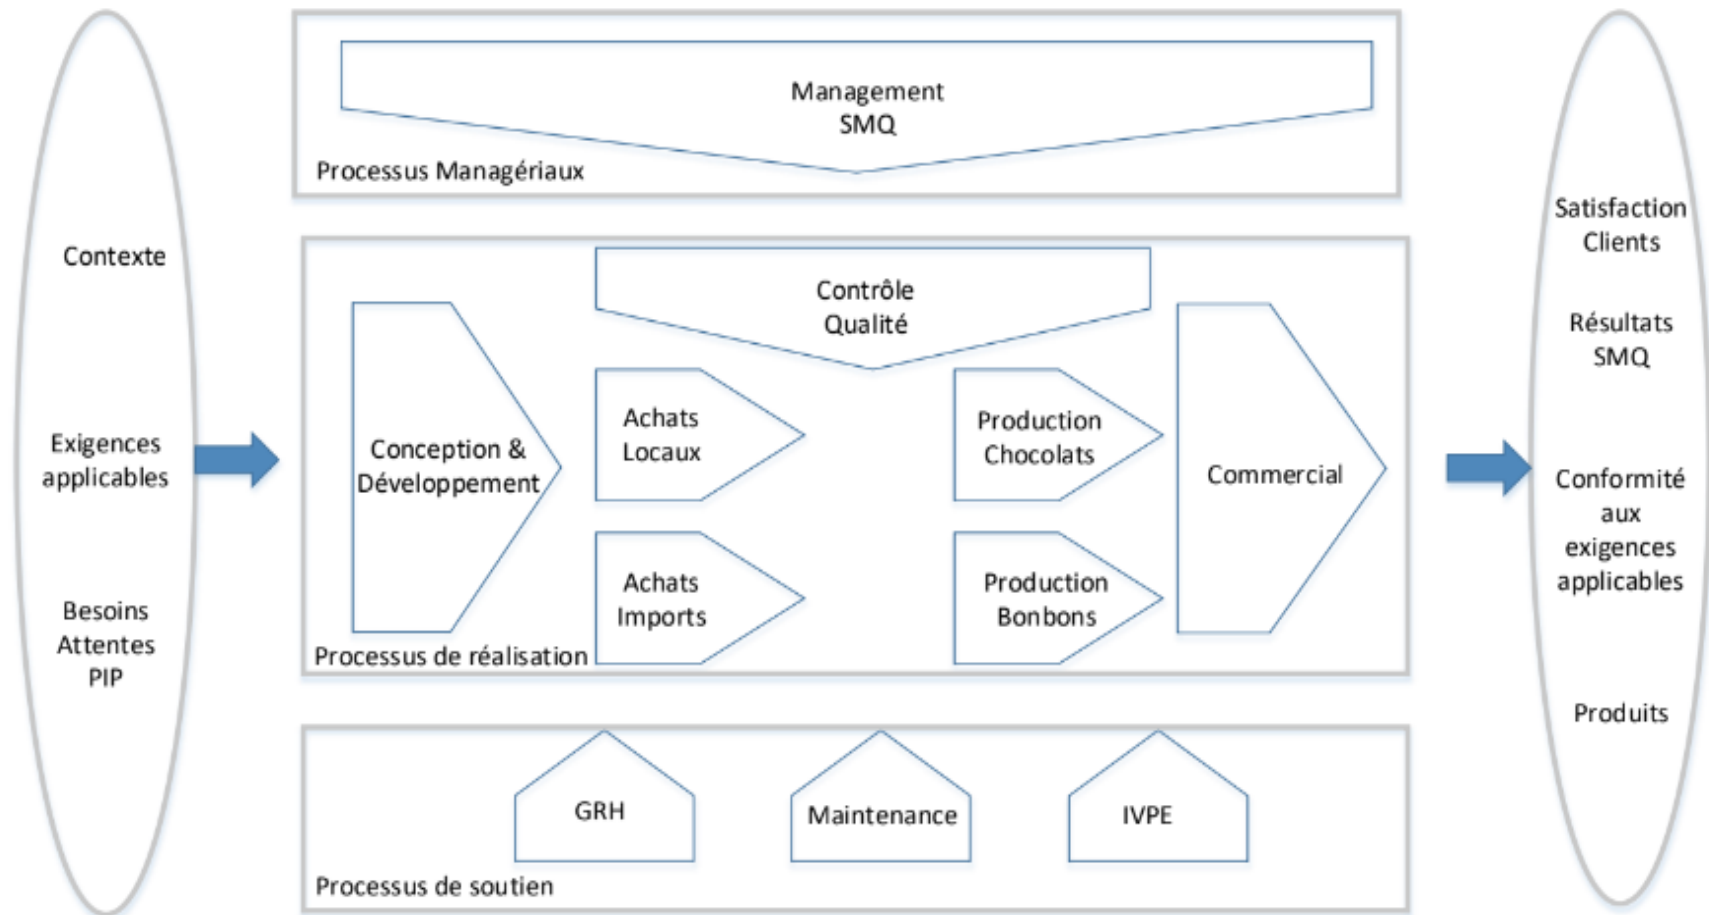 Contexte
Exigences
applicables
Besoins
Attentes
PIP
Management
SMQ
Processus Managériaux
Contrôle
Qualité
Conception &
Développement
Achats
Locaux
Achats
Imports
Production
Chocolats
Production
Bonbons
Commercial
Processus de réalisation
GRH
Maintenance
IVPE
Processus de soutien
Satisfaction
Clients
Résultats
SMQ
Conformité
aux
exigences
applicables
Produits